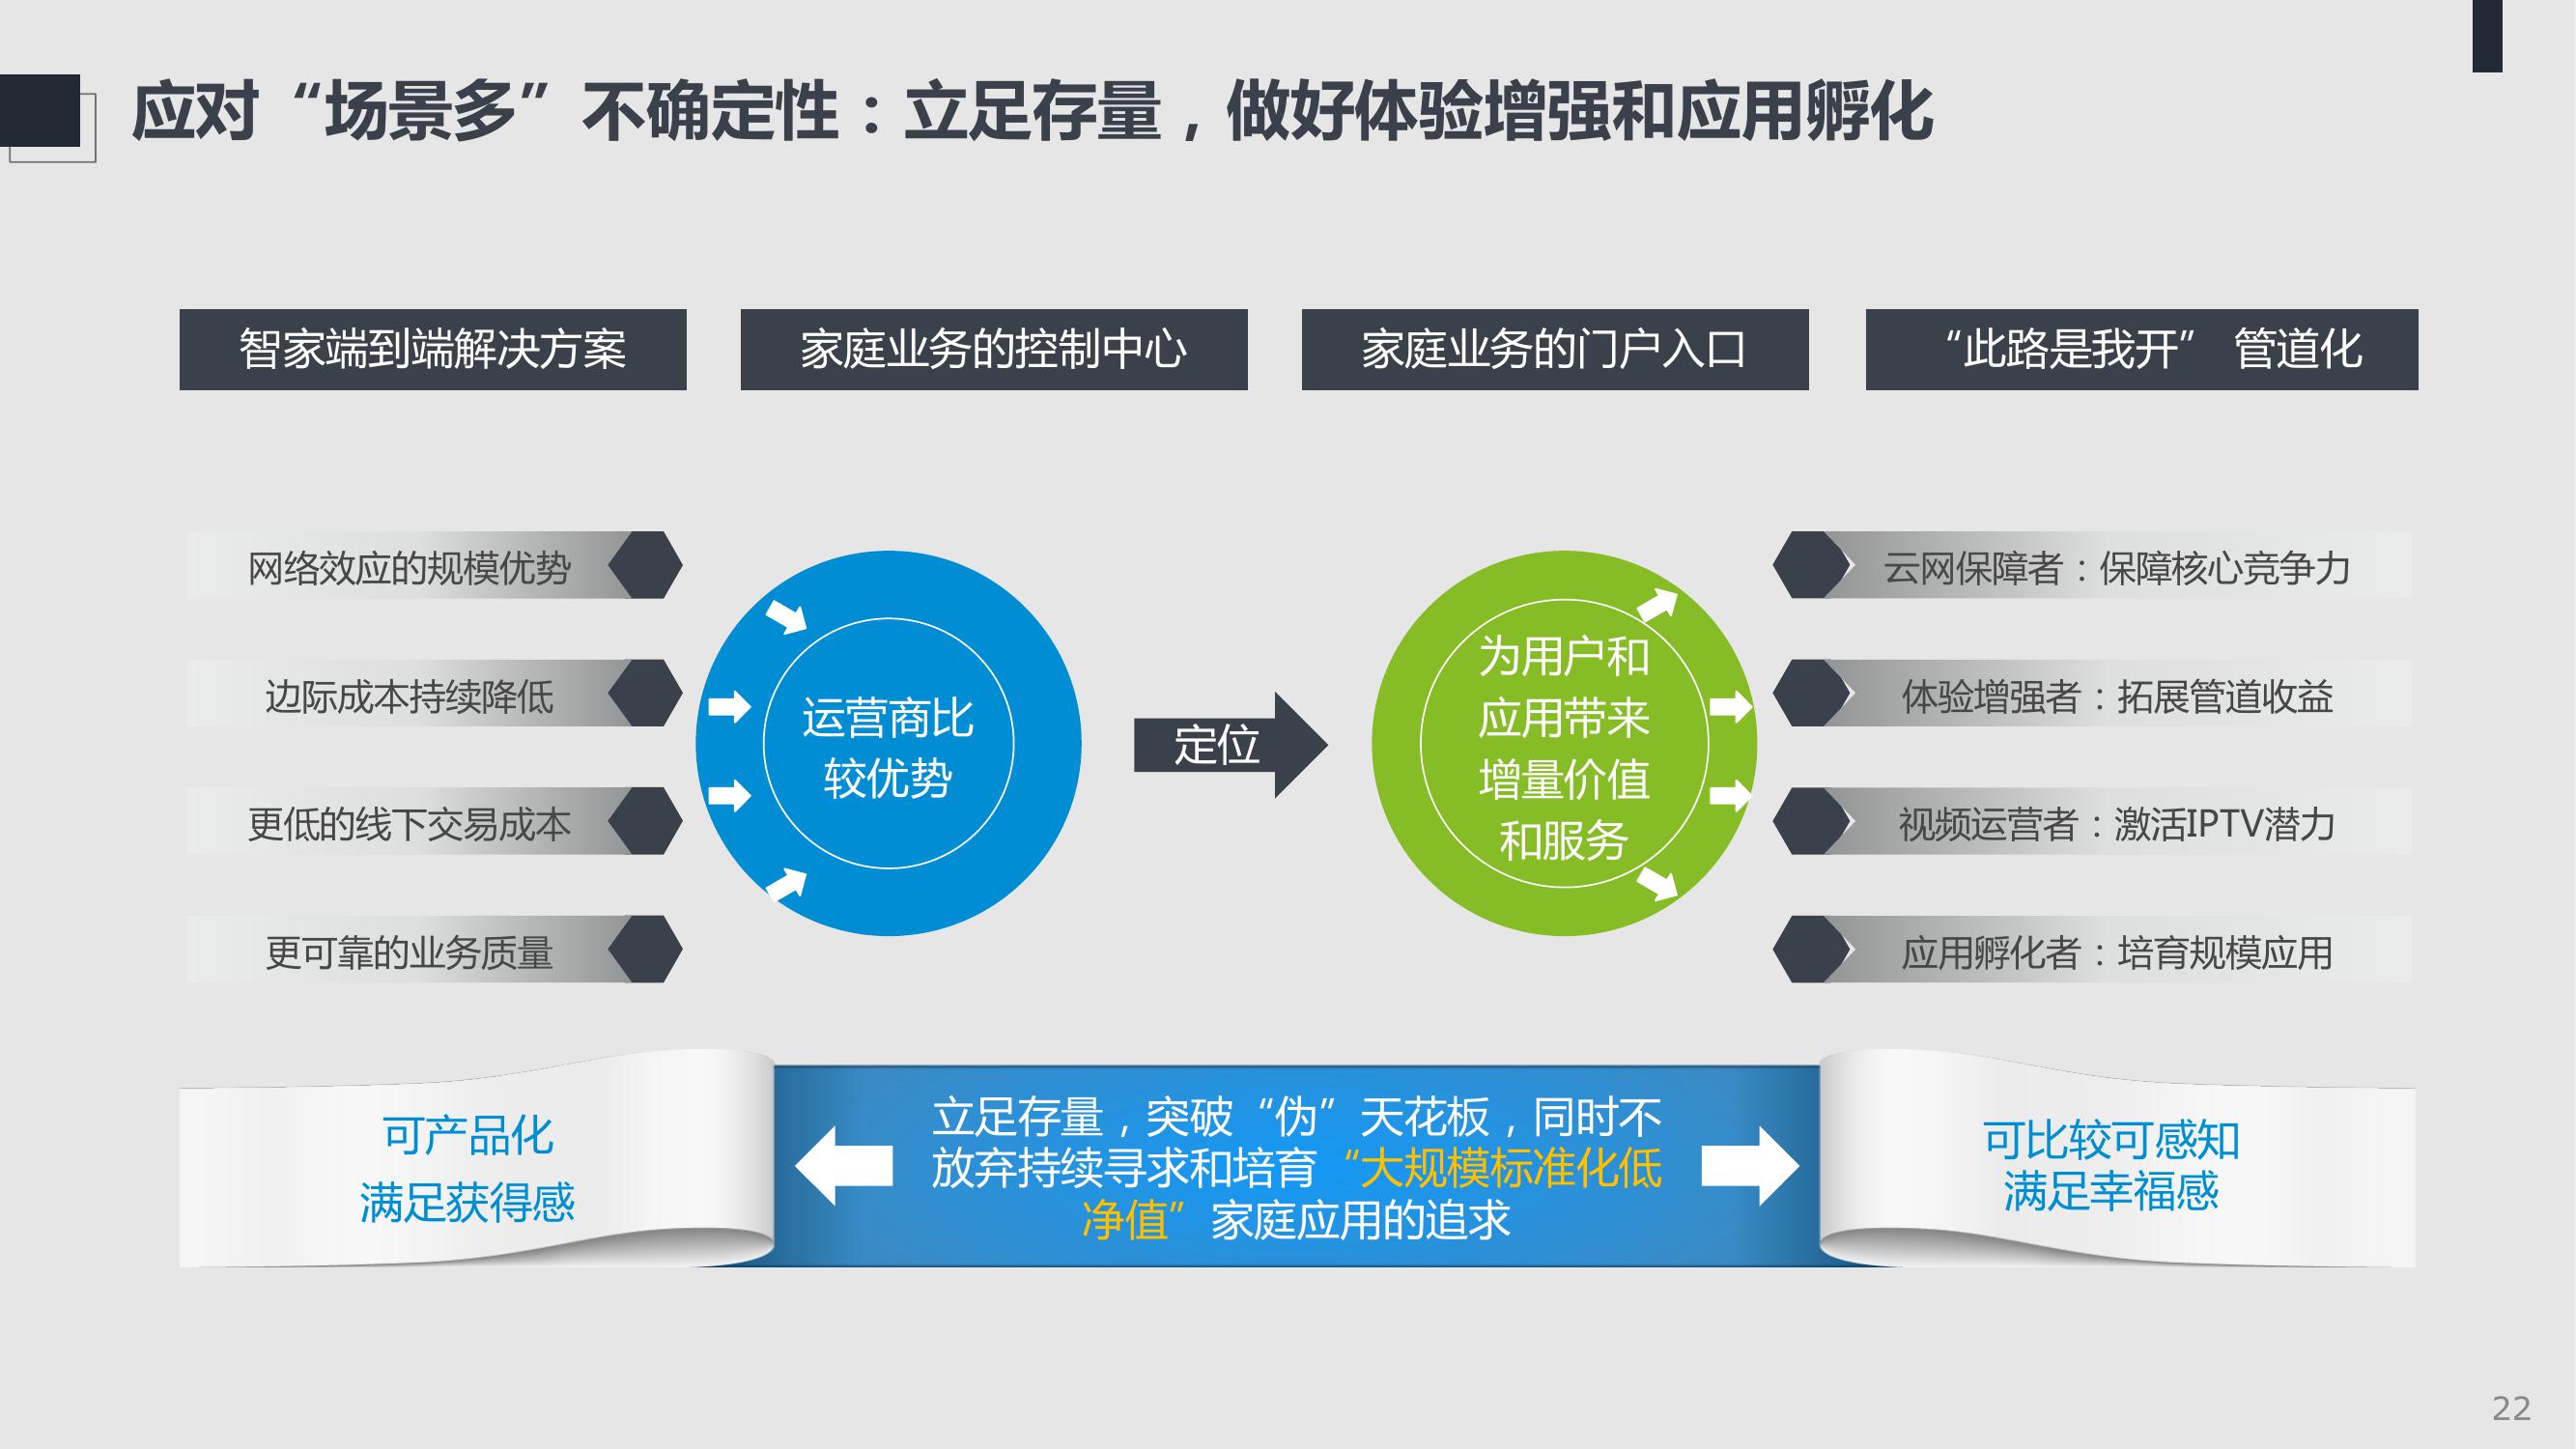 应对“场景多”不确定性：立足存量，做好体验增强和应用孵化
智家端到端解决方案
家庭业务的控制中心
家庭业务的门户入口
“此路是我开” 管道化
网络效应的规模优势
边际成本持续降低
更低的线下交易成本
更可靠的业务质量
运营商比
较优势
定位
为用户和
应用带来
增量价值
和服务
云网保障者：保障核心竞争力
体验增强者：拓展管道收益
视频运营者：激活IPTV潜力
应用孵化者：培育规模应用
可产品化
满足获得感
立足存量，突破“伪”天花板，同时不
放弃持续寻求和培育“大规模标准化低
净值”家庭应用的追求
可比较可感知
满足幸福感
22